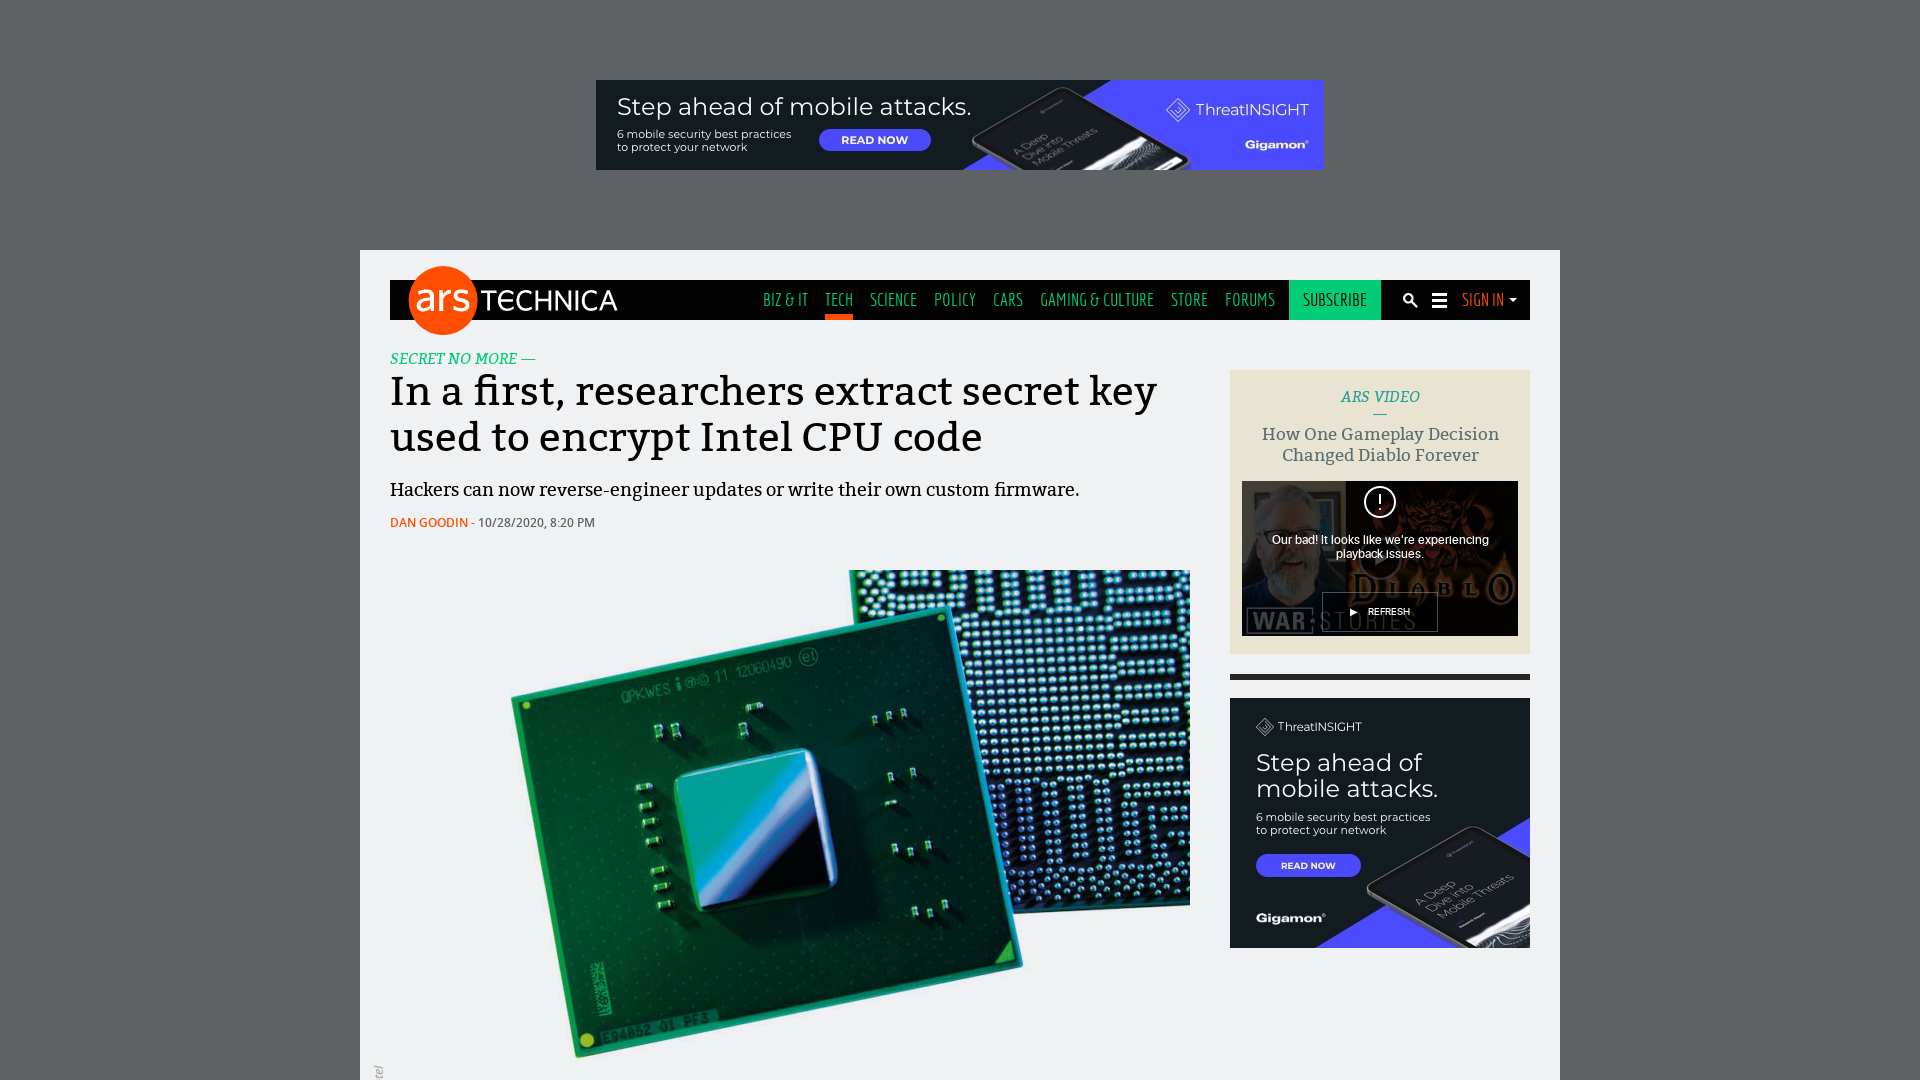 Step ahead of mobile attacks.
6 mobile security best practices
to protect your network
READ NOW
A Deep
Dive into
Mobile Threats
ThreatINSIGHT
Gigamon®
ars TECHNICA
BIZ & IT TECH SCIENCE POLICY CARS GAMING & CULTURE STORE FORUMS SUBSCRIBE SIGN IN
SECRET NO MORE —
In a first, researchers extract secret key
used to encrypt Intel CPU code
Hackers can now reverse-engineer updates or write their own custom firmware.
DAN GOODIN - 10/28/2020, 8:20 PM
QPKWES i 11 12060490 e1
E94852 01 PF3
ARS VIDEO
—
How One Gameplay Decision
Changed Diablo Forever
Our bad! It looks like we're experiencing
playback issues.
DIABLO
WAR STORIES
REFRESH
ThreatINSIGHT
Step ahead of
mobile attacks.
6 mobile security best practices
to protect your network
READ NOW
A Deep
Dive into
Mobile Threats
Gigamon®